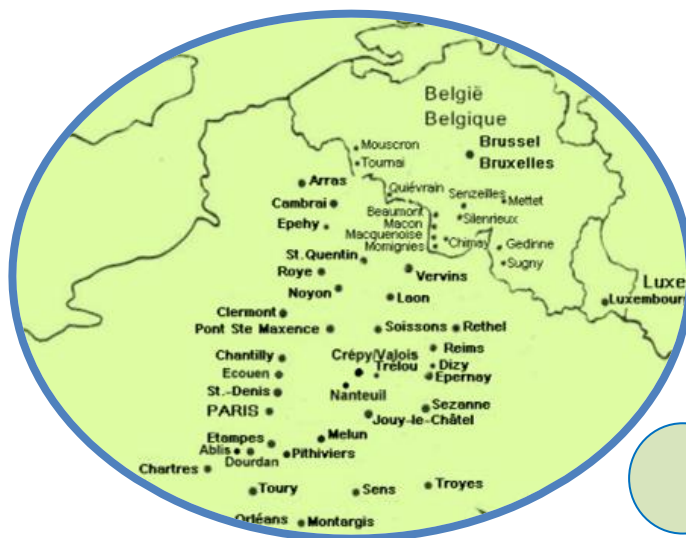 België
Belgique
Brussel
Bruxelles
Mouscron
Tournai
Arras
Quiévrain
Cambrai
Senzeilles
Mettet
Beaumont
Silenrieux
Epehy
Macon
Macquenoise
Chimay
Momignies
Gedinne
St.Quentin
Sugny
Roye
Vervins
Luxe
Noyon
Laon
Luxembour
Clermont
Pont Ste Maxence
Soissons
Rethel
Reims
Chantilly
Crépy/Valois
Dizy
Ecouen
Trélou
Epernay
St.-Denis
Nanteuil
PARIS
Sezanne
Jouy-le-Châtel
Melun
Etampes
Ablis
Dourdan
Pithiviers
Chartres
Toury
Sens
Troyes
Orléans
Montargis